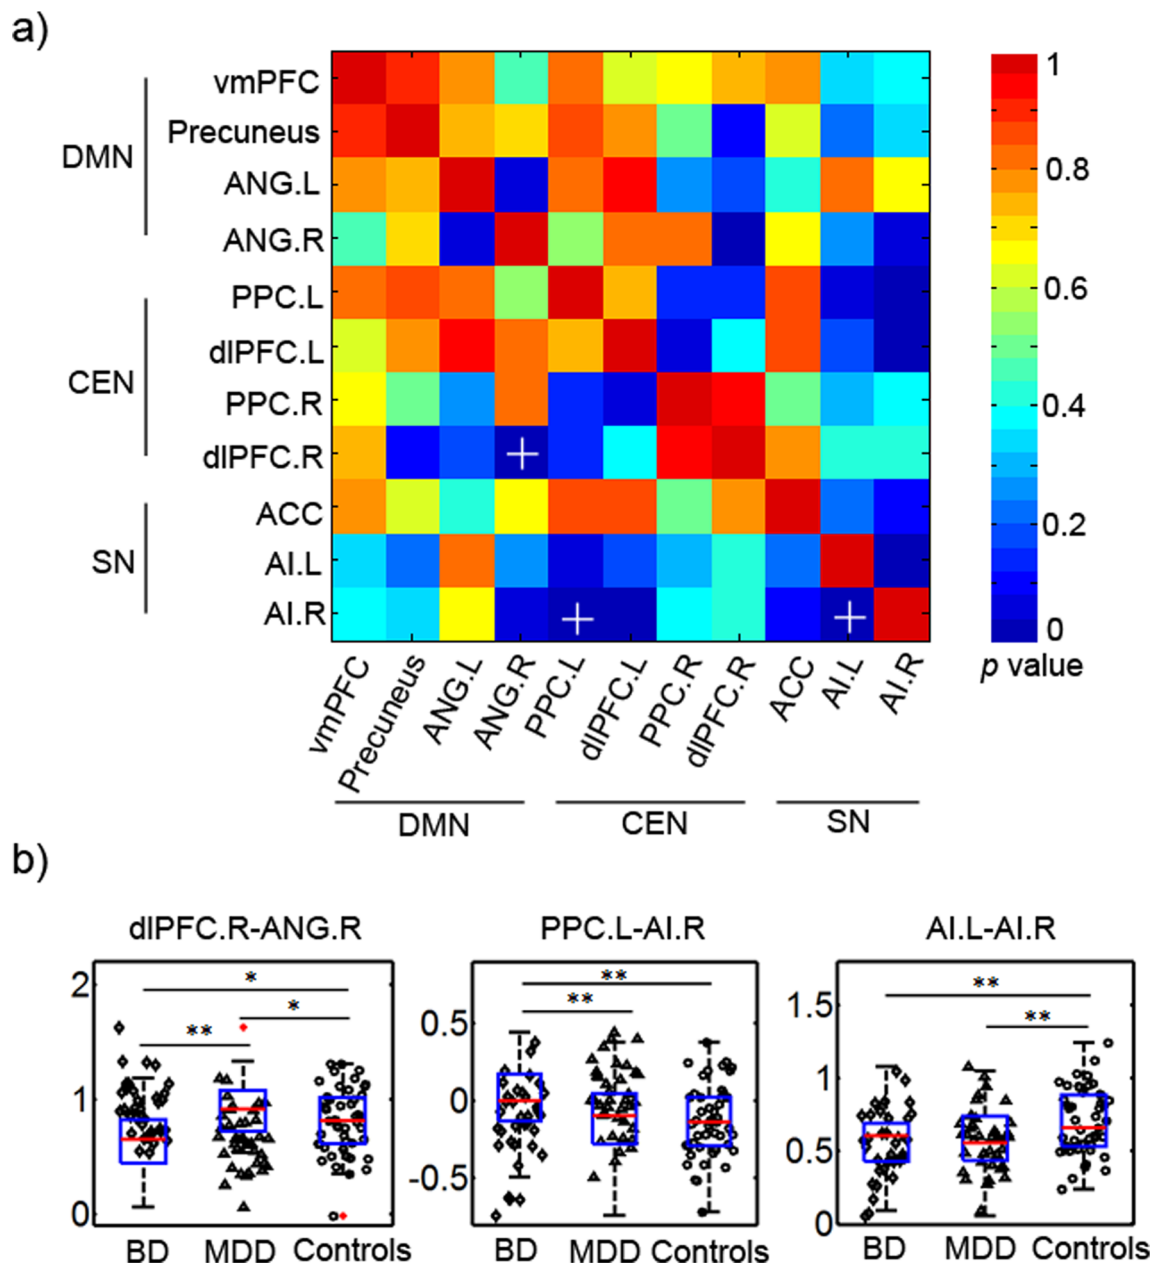 a)
vmPFC
Precuneus
ANG.L
ANG.R
PPC.L
dlPFC.L
PPC.R
dlPFC.R
ACC
AI.L
AI.R
DMN
CEN
SN
1
0.8
0.6
0.4
0.2
0
p value
vmPFC
Precuneus
ANG.L
ANG.R
PPC.L
dlPFC.L
PPC.R
dlPFC.R
ACC
AI.L
AI.R
DMN
CEN
SN
b)
dlPFC.R-ANG.R
2
1
0
*
*
**
BD MDD Controls
PPC.L-AI.R
0.5
0
-0.5
**
**
BD MDD Controls
AI.L-AI.R
1.5
1
0.5
0
**
**
BD MDD Controls